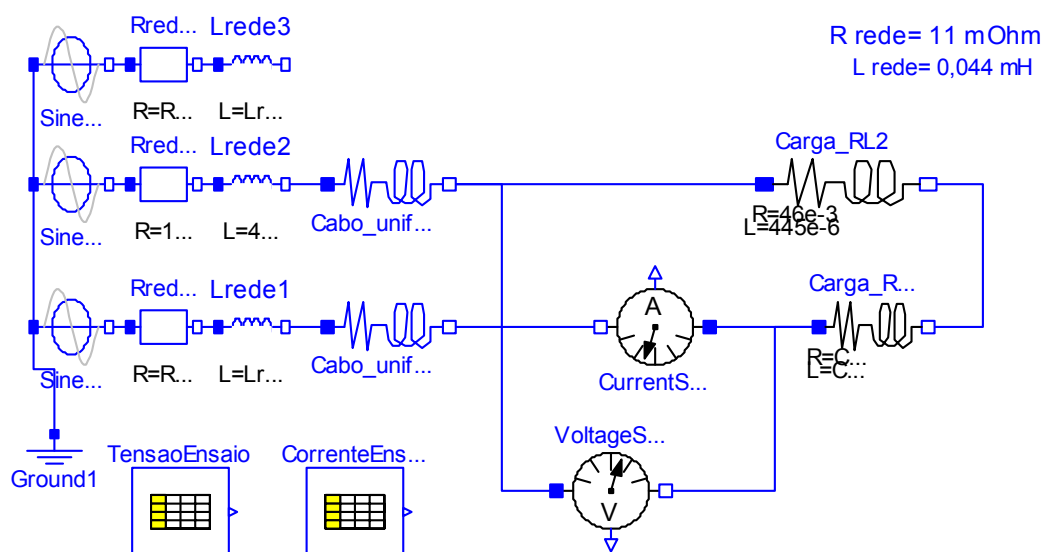 Rred... Lrede3
R rede= 11 mOhm
L rede= 0,044 mH
Sine... R=R... L=Lr...
Rred... Lrede2
Carga_RL2
Sine... R=1... L=4... Cabo_unif...
R=46e-3
L=445e-6
Rred... Lrede1
Carga_R...
A
Sine... R=R... L=Lr... Cabo_unif...
CurrentS...
R=C...
L=C...
TensaoEnsaio CorrenteEns... VoltageS...
Ground1
V